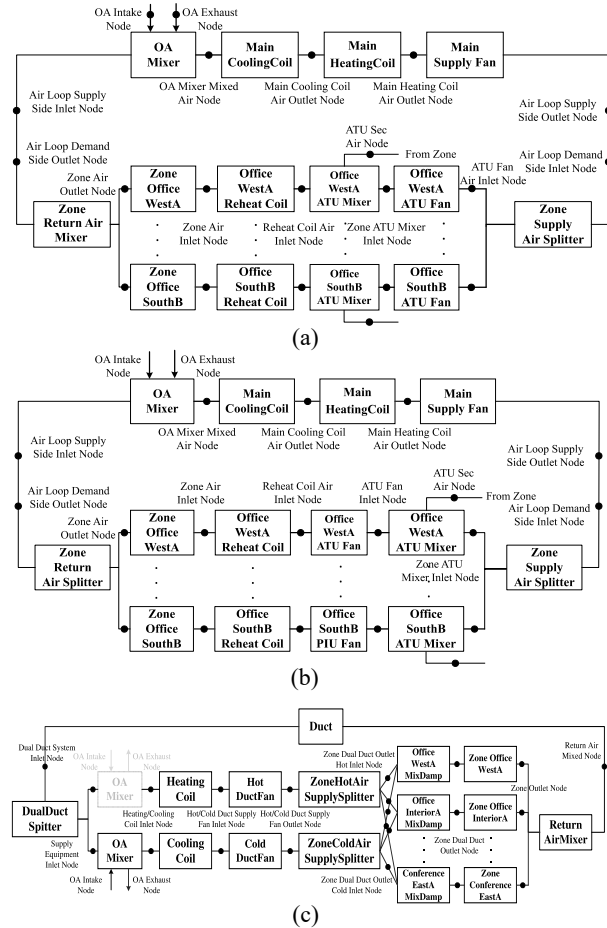 OA Intake
Node
OA Exhaust
Node
OA
Mixer
Main
CoolingCoil
Main
HeatingCoil
Main
Supply Fan
OA Mixer Mixed
Air Node
Main Cooling Coil
Air Outlet Node
Main Heating Coil
Air Outlet Node
Air Loop Supply
Side Inlet Node
Air Loop Supply
Side Outlet Node
Air Loop Demand
Side Outlet Node
Air Loop Demand
Side Inlet Node
ATU Sec
Air Node
From Zone
Zone Air
Outlet Node
ATU Fan
Air Inlet Node
Zone
Office
WestA
Office
WestA
Reheat Coil
Office
WestA
ATU Mixer
Office
WestA
ATU Fan
Zone
Return Air
Mixer
Zone Air
Inlet Node
Reheat Coil Air
Inlet Node
Zone ATU Mixer
Inlet Node
Zone
Supply
Air Splitter
Zone
Office
SouthB
Office
SouthB
Reheat Coil
Office
SouthB
ATU Mixer
Office
SouthB
ATU Fan
(a)
OA Intake
Node
OA Exhaust
Node
OA
Mixer
Main
CoolingCoil
Main
HeatingCoil
Main
Supply Fan
OA Mixer Mixed
Air Node
Main Cooling Coil
Air Outlet Node
Main Heating Coil
Air Outlet Node
Air Loop Supply
Side Inlet Node
Air Loop Supply
Side Outlet Node
Air Loop Demand
Side Outlet Node
Zone Air
Outlet Node
Zone Air
Inlet Node
Reheat Coil Air
Inlet Node
ATU Fan
Inlet Node
ATU Sec
Air Node
From Zone
Air Loop Demand
Side Inlet Node
Zone
Office
WestA
Office
WestA
Reheat Coil
Office
WestA
ATU Fan
Office
WestA
ATU Mixer
Zone
Return
Air Splitter
Zone ATU
Mixer Inlet Node
Zone
Supply
Air Splitter
Zone
Office
SouthB
Office
SouthB
Reheat Coil
Office
SouthB
PIU Fan
Office
SouthB
ATU Mixer
(b)
Duct
Dual Duct System
Inlet Node
OA Intake
Node
OA Exhaust
Node
Zone Dual Duct Outlet
Hot Inlet Node
Return Air
Mixed Node
OA
Mixer
Heating
Coil
Hot
DuctFan
ZoneHotAir
SupplySplitter
Office
WestA
MixDamp
Zone Office
WestA
Zone Outlet Node
DualDuct
Spitter
Heating/Cooling
Coil Inlet Node
Hot/Cold Duct Supply
Fan Inlet Node
Hot/Cold Duct Supply
Fan Outlet Node
Office
InteriorA
MixDamp
Zone Office
InteriorA
Return
AirMixer
Supply
Equipment
Inlet Node
OA
Mixer
Cooling
Coil
Cold
DuctFan
ZoneColdAir
SupplySplitter
Zone Dual Duct
Outlet Node
OA Intake
Node
OA Exhaust
Node
Zone Dual Duct Outlet
Cold Inlet Node
Conference
EastA
MixDamp
Zone
Conference
EastA
(c)